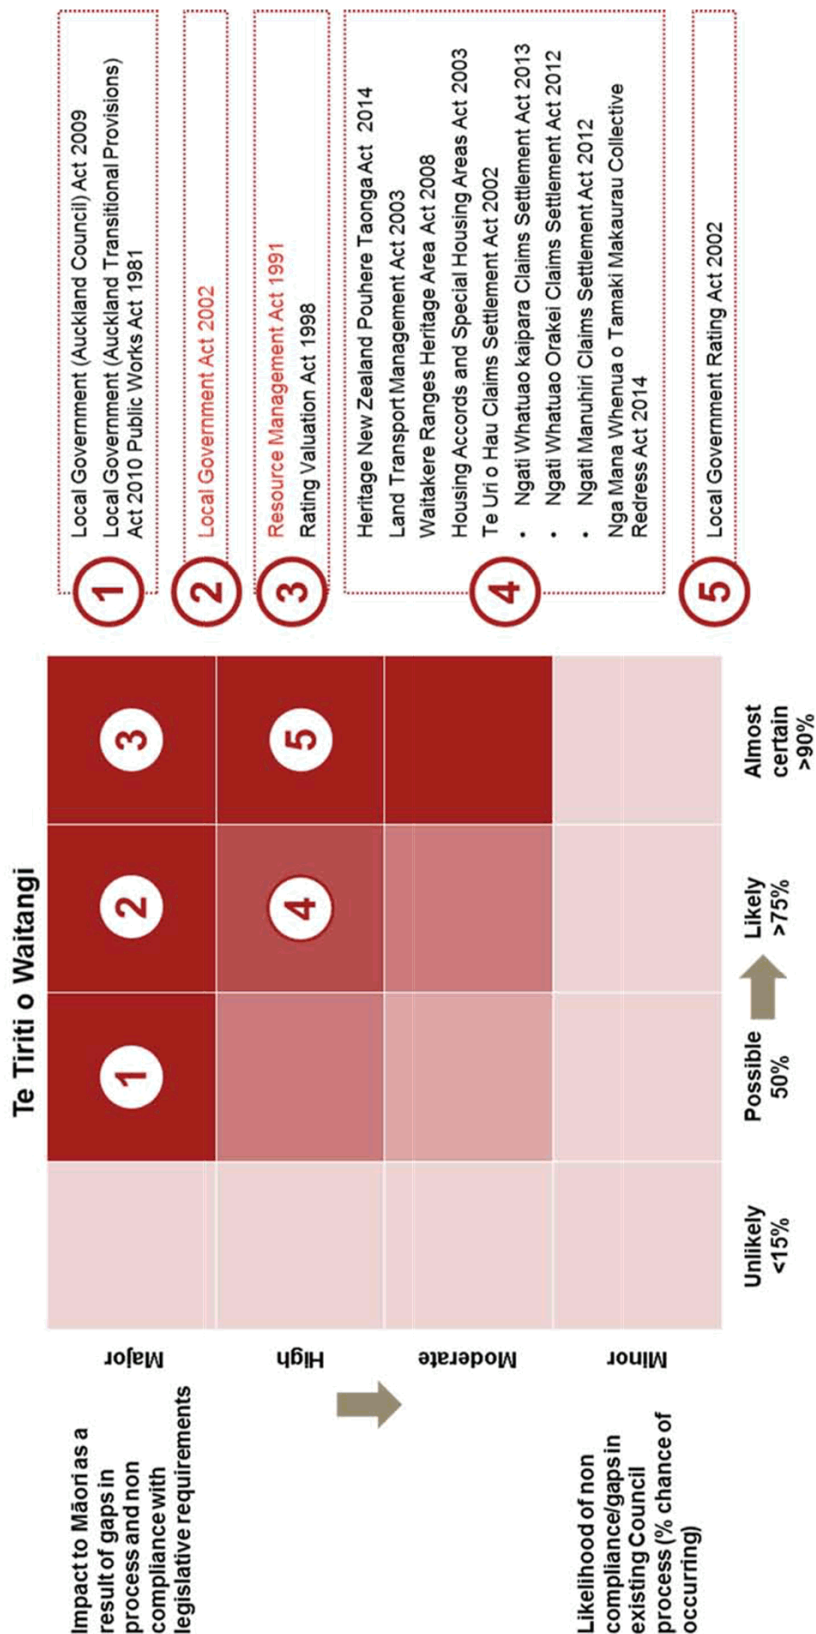 Te Tiriti o Waitangi
Impact to Māori as a
result of gaps in
process and non
compliance with
legislative requirements
Major
High
Moderate
Minor
1
2
3
4
5
Likelihood of non
compliance/gaps in
existing Council
process (% chance of
occurring)
Unlikely
<15%
Possible
50%
Likely
>75%
Almost
certain
>90%
1
Local Government (Auckland Council) Act 2009
Local Government (Auckland Transitional Provisions)
Act 2010 Public Works Act 1981
2
Local Government Act 2002
3
Resource Management Act 1991
Rating Valuation Act 1998
4
Heritage New Zealand Pouhere Taonga Act 2014
Land Transport Management Act 2003
Waitakere Ranges Heritage Area Act 2008
Housing Accords and Special Housing Areas Act 2003
Te Uri o Hau Claims Settlement Act 2002
• Ngati Whatuao kaipara Claims Settlement Act 2013
• Ngati Whatuao Orakei Claims Settlement Act 2012
• Ngati Manuhiri Claims Settlement Act 2012
Nga Mana Whenua o Tamaki Makaurau Collective
Redress Act 2014
5
Local Government Rating Act 2002